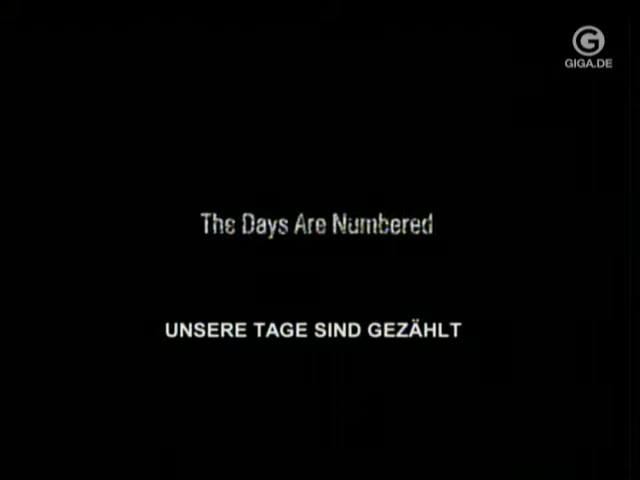 G
GIGA.DE
The Days Are Numbered
UNSERE TAGE SIND GEZÄHLT